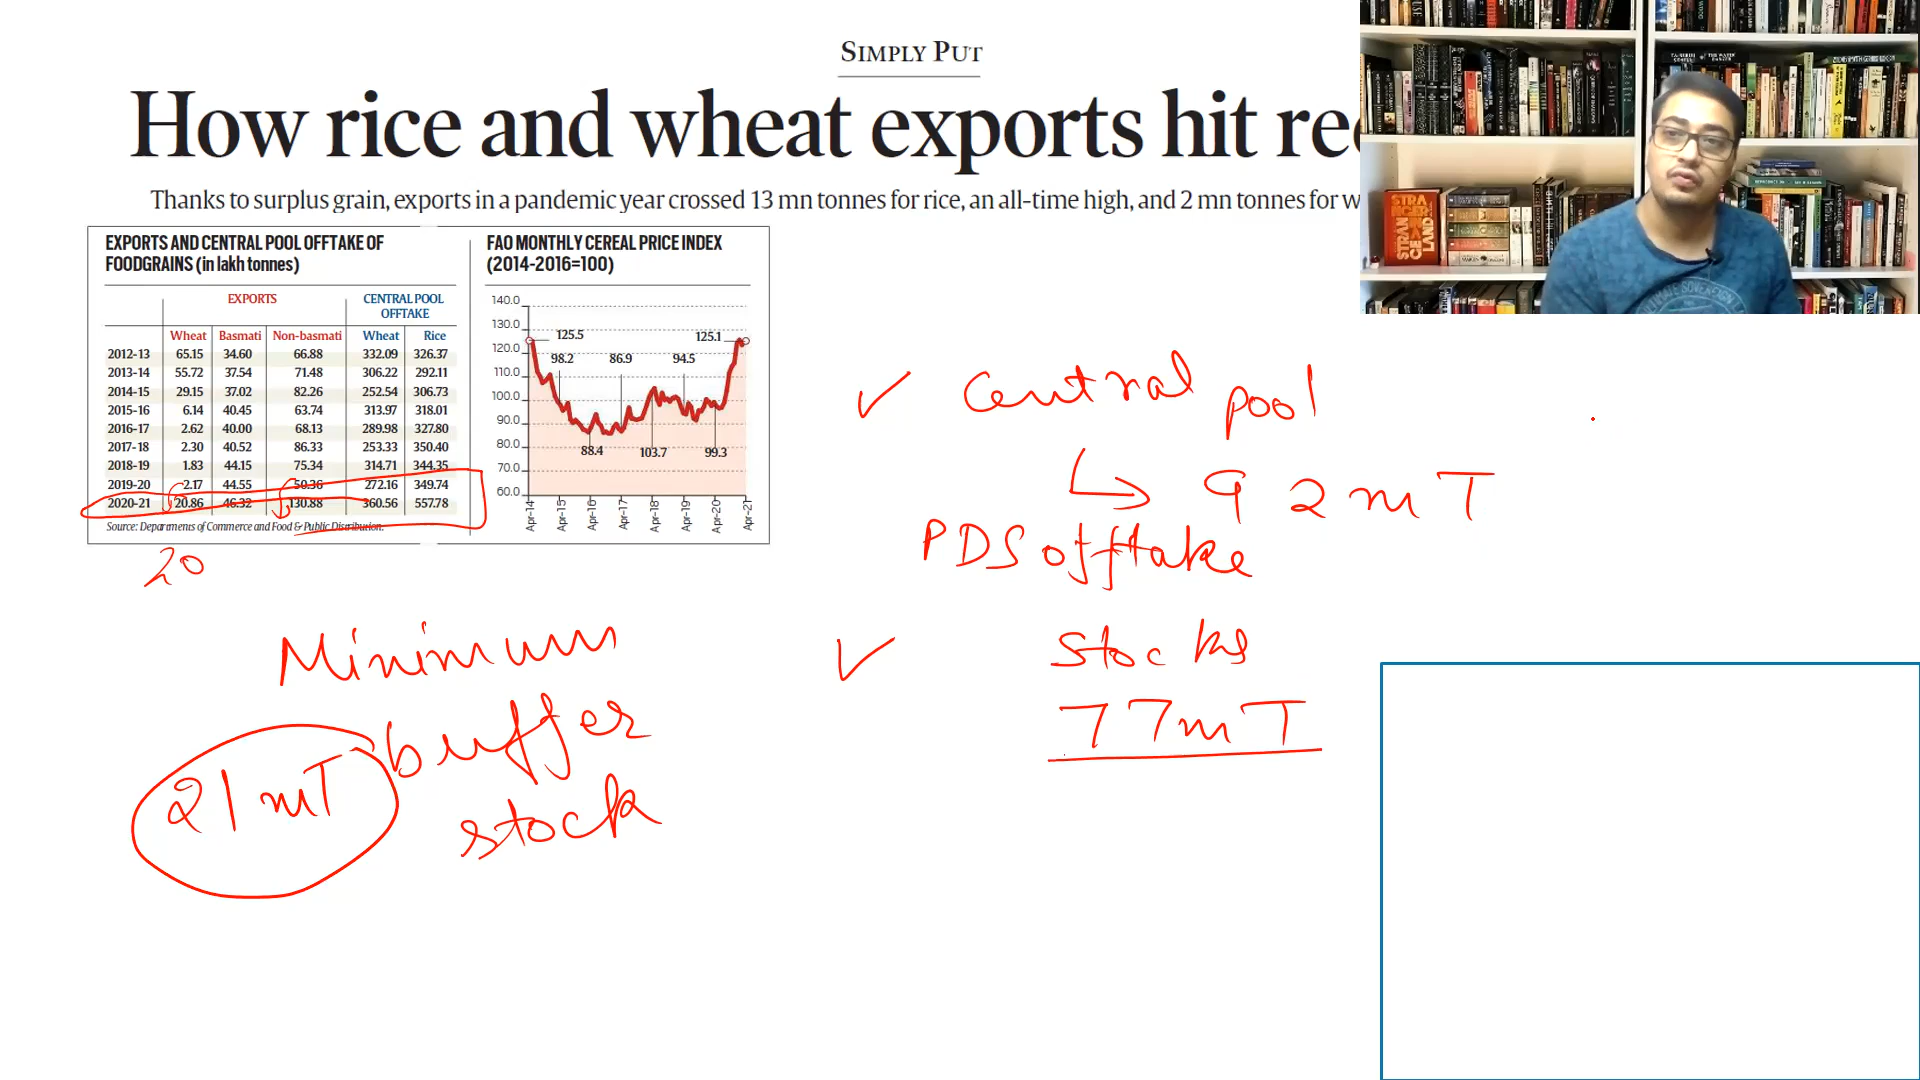 SIMPLY PUT
How rice and wheat exports hit rec
Thanks to surplus grain, exports in a pandemic year crossed 13 mn tonnes for rice, an all-time high, and 2 mn tonnes for w
EXPORTS AND CENTRAL POOL OFFTAKE OF
FOODGRAINS (in lakh tonnes)
EXPORTS CENTRAL POOL
OFFTAKE
Wheat Basmati Non-basmati Wheat Rice
2012-13 65.15 34.60 66.88 332.09 326.37
2013-14 55.72 37.54 71.48 306.22 292.11
2014-15 29.15 37.02 82.26 252.54 306.73
2015-16 6.14 40.45 63.74 313.97 318.01
2016-17 2.62 40.00 68.13 289.98 327.80
2017-18 2.30 40.52 86.33 253.33 350.40
2018-19 1.83 44.15 75.34 314.71 344.35
2019-20 2.17 44.55 50.36 272.16 349.74
2020-21 20.86 46.32 130.88 360.56 557.78
Source: Departments of Commerce and Food & Public Distribution.
FAO MONTHLY CEREAL PRICE INDEX
(2014-2016=100)
140.0
130.0
120.0
110.0
100.0
90.0
80.0
70.0
60.0
125.5 125.1
98.2 86.9 94.5
88.4 103.7 99.3
Apr-14 Apr-15 Apr-16 Apr-17 Apr-18 Apr-19 Apr-20 Apr-21
STRANGER IN A STRANGE LAND
20
Central pool
92mT
PDS offtake
stocks
77mT
Minimum
buffer
stock
21mT